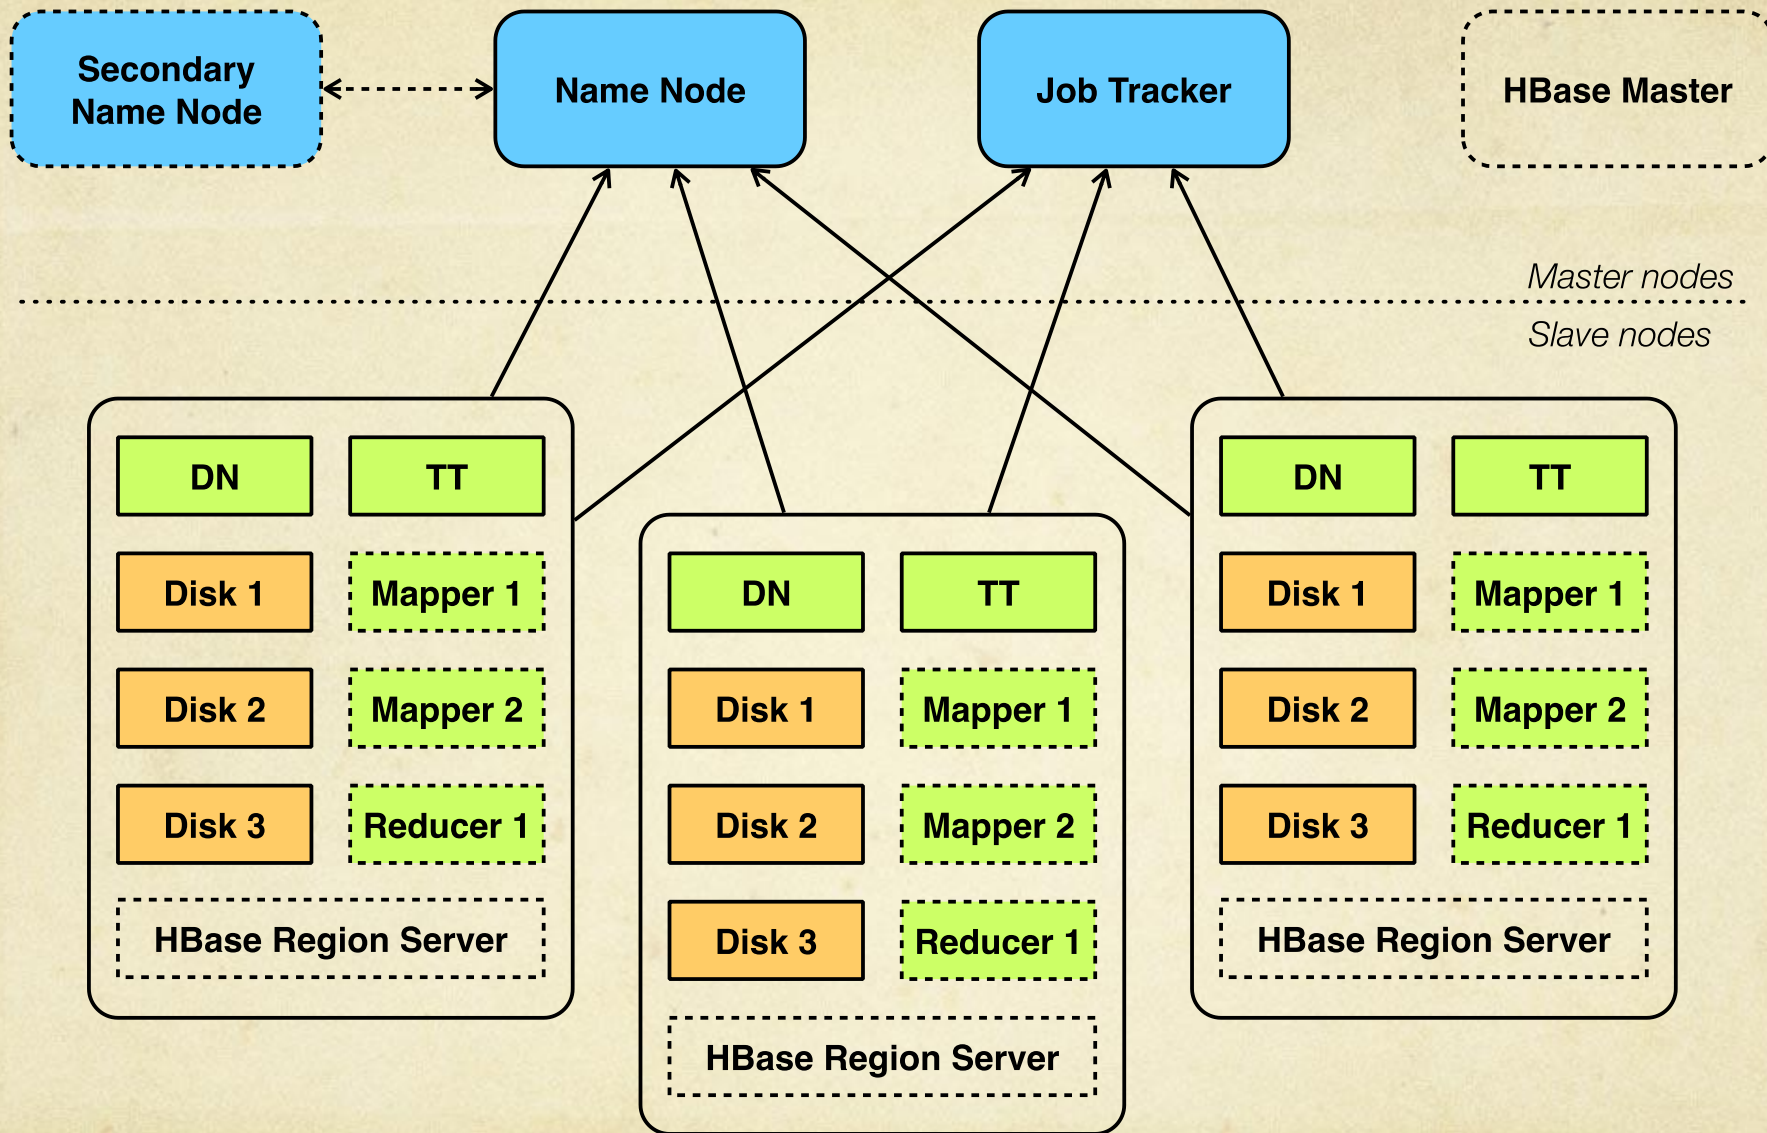 Secondary
Name Node
Name Node
Job Tracker
HBase Master
Master nodes
Slave nodes
DN
TT
Disk 1
Mapper 1
Disk 2
Mapper 2
Disk 3
Reducer 1
HBase Region Server
DN
TT
Disk 1
Mapper 1
Disk 2
Mapper 2
Disk 3
Reducer 1
HBase Region Server
DN
TT
Disk 1
Mapper 1
Disk 2
Mapper 2
Disk 3
Reducer 1
HBase Region Server